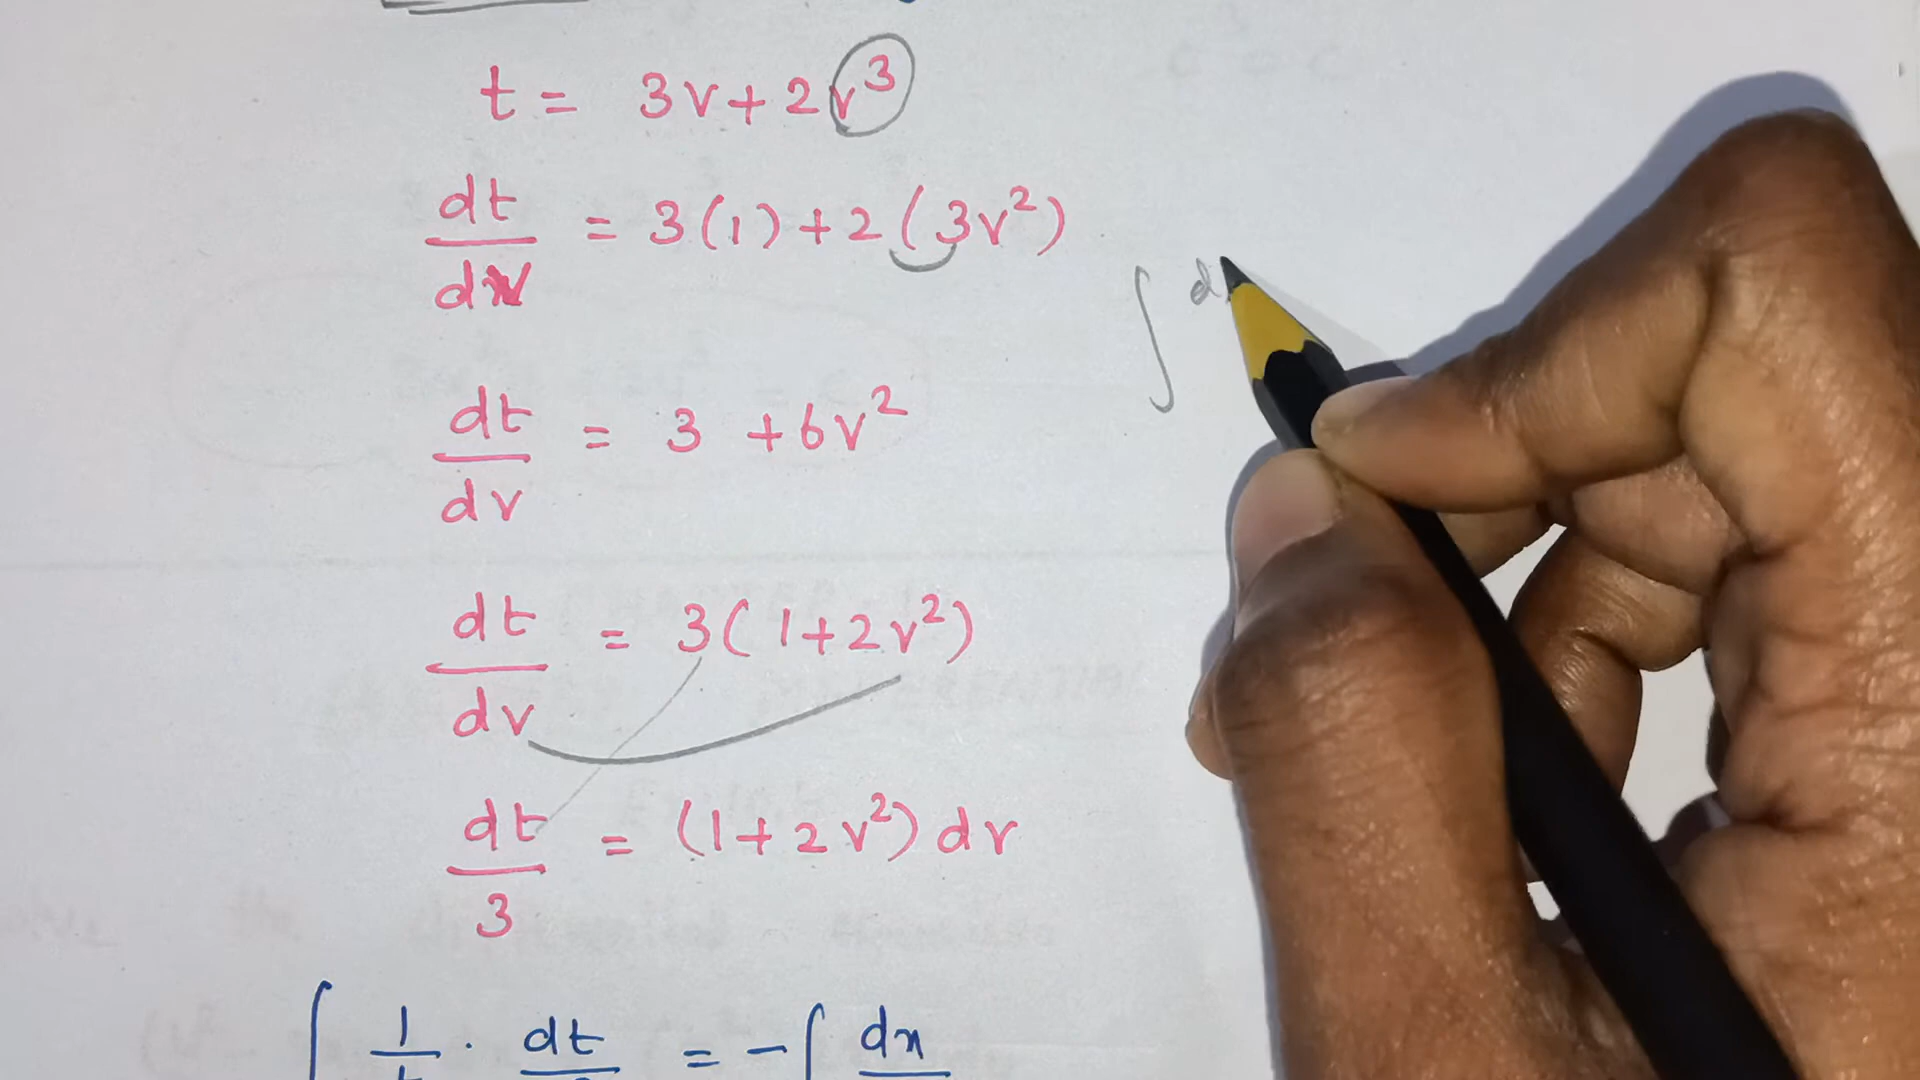 t = 3v + 2v³
dt/dv = 3(1) + 2(3v²)
∫ d
dt/dv = 3 + 6v²
dt/dv = 3(1 + 2v²)
dt/3 = (1 + 2v²) dv
∫ 1/t · dt/ = -∫ dx/